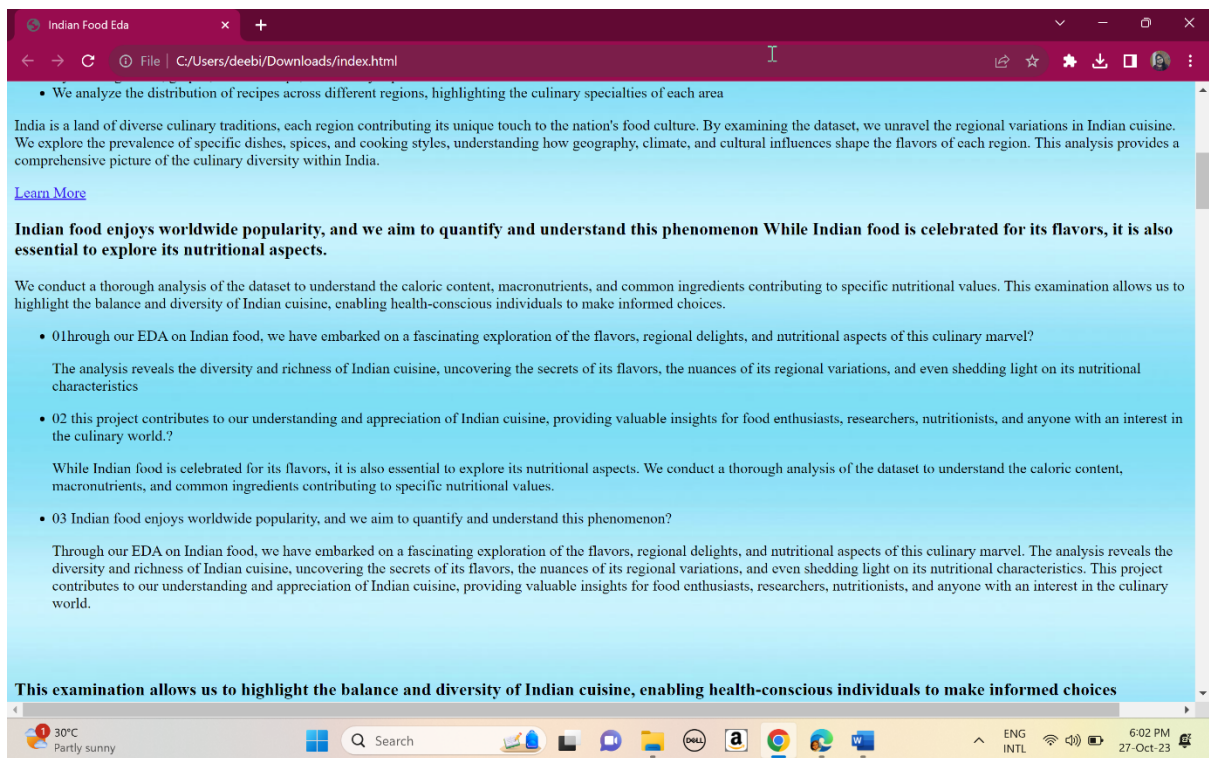 Indian Food Eda
File | C:/Users/deebi/Downloads/index.html
• We analyze the distribution of recipes across different regions, highlighting the culinary specialties of each area
India is a land of diverse culinary traditions, each region contributing its unique touch to the nation's food culture. By examining the dataset, we unravel the regional variations in Indian cuisine.
We explore the prevalence of specific dishes, spices, and cooking styles, understanding how geography, climate, and cultural influences shape the flavors of each region. This analysis provides a
comprehensive picture of the culinary diversity within India.
Learn More
Indian food enjoys worldwide popularity, and we aim to quantify and understand this phenomenon While Indian food is celebrated for its flavors, it is also
essential to explore its nutritional aspects.
We conduct a thorough analysis of the dataset to understand the caloric content, macronutrients, and common ingredients contributing to specific nutritional values. This examination allows us to
highlight the balance and diversity of Indian cuisine, enabling health-conscious individuals to make informed choices.
• 01hrough our EDA on Indian food, we have embarked on a fascinating exploration of the flavors, regional delights, and nutritional aspects of this culinary marvel?
The analysis reveals the diversity and richness of Indian cuisine, uncovering the secrets of its flavors, the nuances of its regional variations, and even shedding light on its nutritional
characteristics
• 02 this project contributes to our understanding and appreciation of Indian cuisine, providing valuable insights for food enthusiasts, researchers, nutritionists, and anyone with an interest in
the culinary world.?
While Indian food is celebrated for its flavors, it is also essential to explore its nutritional aspects. We conduct a thorough analysis of the dataset to understand the caloric content,
macronutrients, and common ingredients contributing to specific nutritional values.
• 03 Indian food enjoys worldwide popularity, and we aim to quantify and understand this phenomenon?
Through our EDA on Indian food, we have embarked on a fascinating exploration of the flavors, regional delights, and nutritional aspects of this culinary marvel. The analysis reveals the
diversity and richness of Indian cuisine, uncovering the secrets of its flavors, the nuances of its regional variations, and even shedding light on its nutritional characteristics. This project
contributes to our understanding and appreciation of Indian cuisine, providing valuable insights for food enthusiasts, researchers, nutritionists, and anyone with an interest in the culinary
world.
This examination allows us to highlight the balance and diversity of Indian cuisine, enabling health-conscious individuals to make informed choices
1
30°C
Partly sunny
Search
DELL
a
W
ENG
INTL
6:02 PM
27-Oct-23